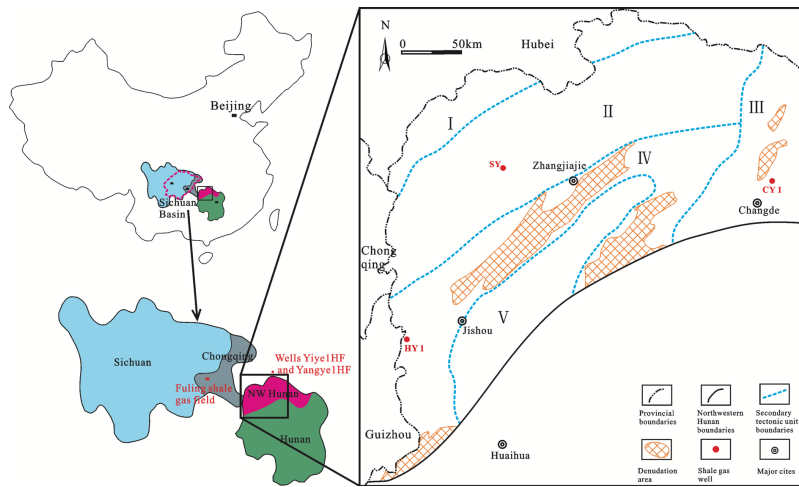 Beijing
Sichuan
Basin
Sichuan
Chongqing
Fuling shale
gas field
Wells Yiye1HF
and Yangye1HF
NW Hunan
Hunan
N
0 50km
Hubei
I
II
III
IV
V
SY
Zhangjiajie
CY 1
Changde
Chong
qing
Jishou
HY 1
Guizhou
Huaihua
Provincial
boundaries
Northwestern
Hunan
boundaries
Secondary
tectonic unit
boundaries
Denudation
area
Shale gas
well
Major cites